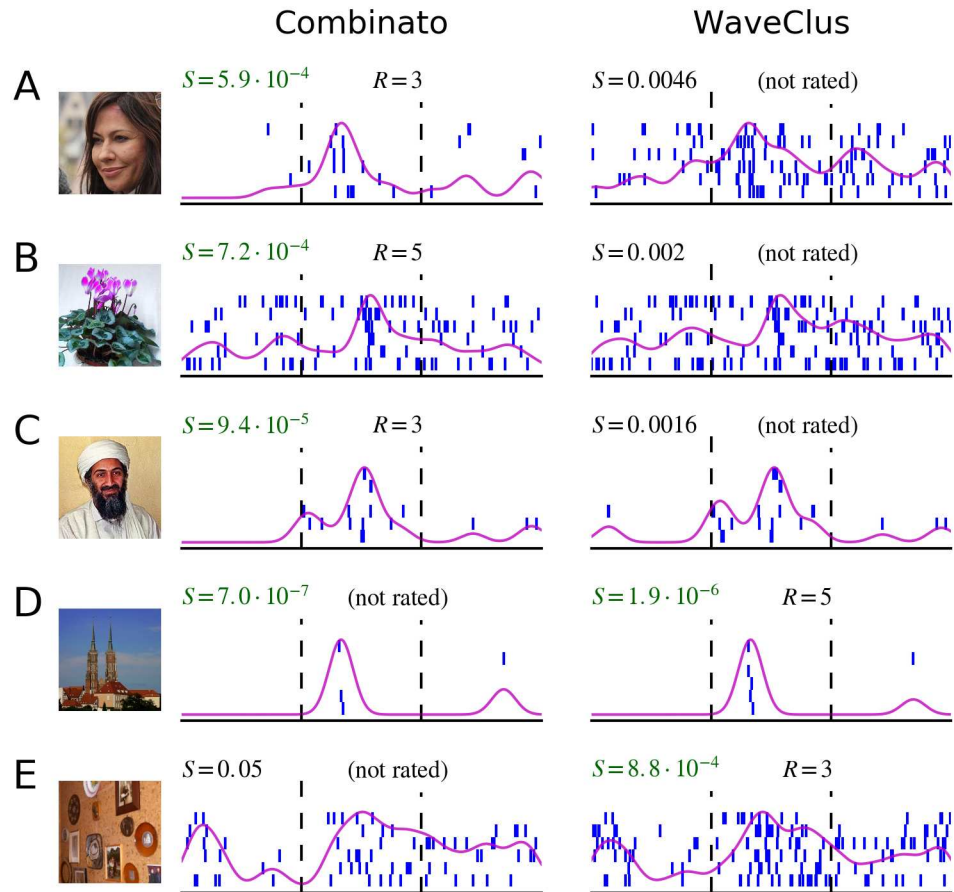 Combinato WaveClus
A S=5.9·10⁻⁴ R=3 S=0.0046 (not rated)
B S=7.2·10⁻⁴ R=5 S=0.002 (not rated)
C S=9.4·10⁻⁵ R=3 S=0.0016 (not rated)
D S=7.0·10⁻⁷ (not rated) S=1.9·10⁻⁶ R=5
E S=0.05 (not rated) S=8.8·10⁻⁴ R=3